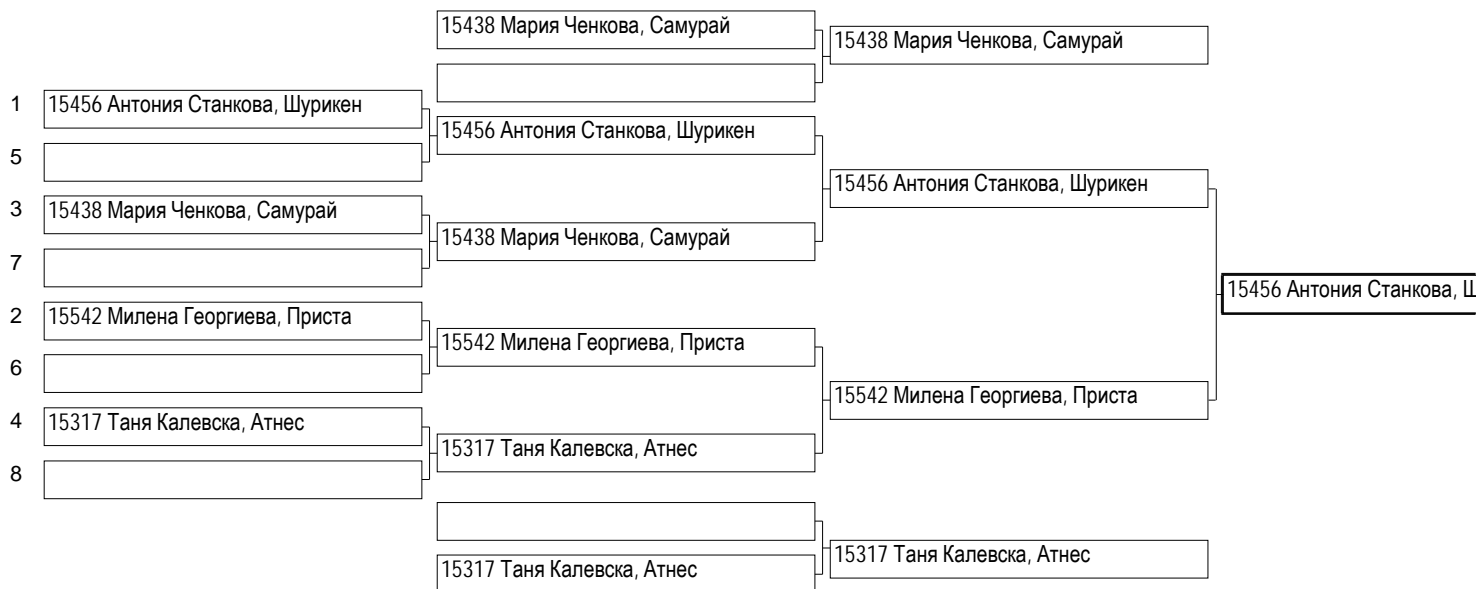 15438 Мария Ченкова, Самурай
15438 Мария Ченкова, Самурай
1 15456 Антония Станкова, Шурикен
15456 Антония Станкова, Шурикен
5
15456 Антония Станкова, Шурикен
3 15438 Мария Ченкова, Самурай
15438 Мария Ченкова, Самурай
7
15456 Антония Станкова, Ш
2 15542 Милена Георгиева, Приста
15542 Милена Георгиева, Приста
6
15542 Милена Георгиева, Приста
4 15317 Таня Калевска, Атнес
15317 Таня Калевска, Атнес
8
15317 Таня Калевска, Атнес
15317 Таня Калевска, Атнес